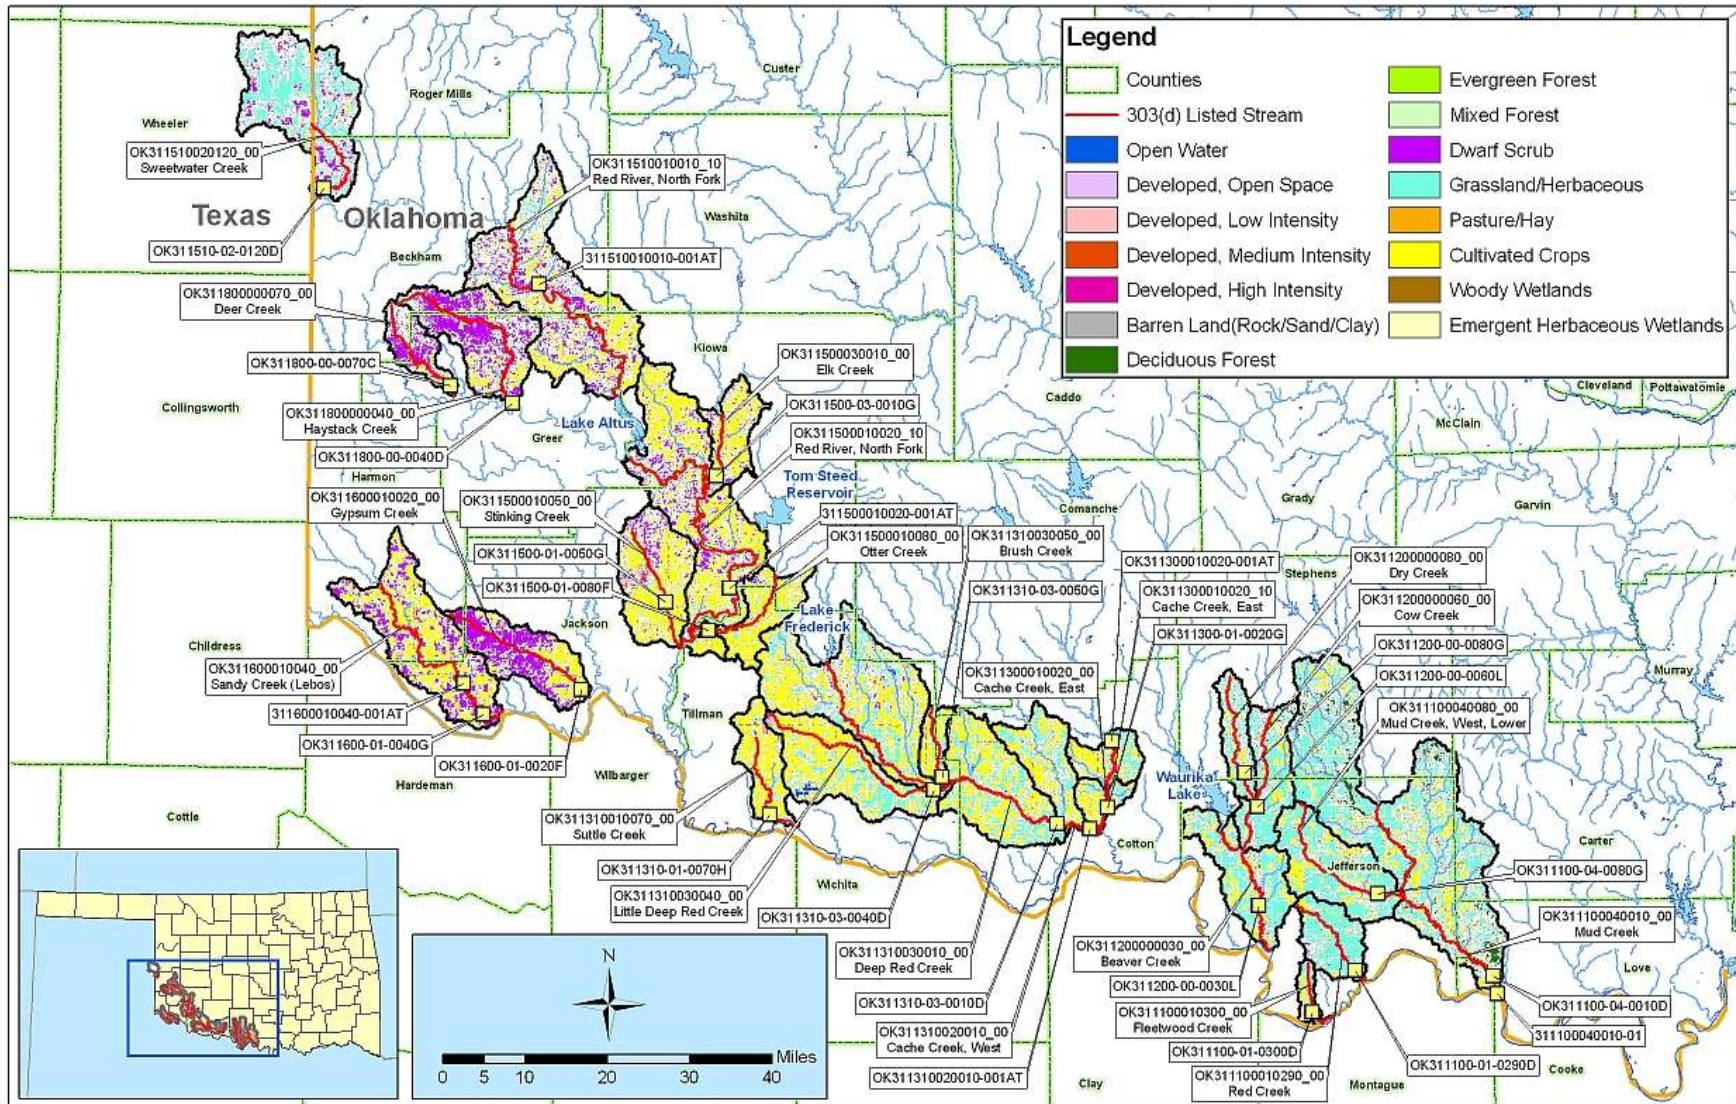 Legend
Counties
303(d) Listed Stream
Open Water
Developed, Open Space
Developed, Low Intensity
Developed, Medium Intensity
Developed, High Intensity
Barren Land(Rock/Sand/Clay)
Deciduous Forest
Evergreen Forest
Mixed Forest
Dwarf Scrub
Grassland/Herbaceous
Pasture/Hay
Cultivated Crops
Woody Wetlands
Emergent Herbaceous Wetlands
Custer
Roger Mills
Wheeler
OK311510020120_00
Sweetwater Creek
OK311510010010_10
Red River, North Fork
Texas
Oklahoma
Washita
OK311510-02-0120D
Beckham
311510010010-001AT
OK311800000070_00
Deer Creek
Kiowa
OK311500030010_00
Elk Creek
OK311800-00-0070C
Cleveland
Pottawatomie
Collingsworth
OK311800000040_00
Haystack Creek
Lake Altus
OK311500-03-0010G
Caddo
McClain
Greer
OK311500010020_10
Red River, North Fork
OK311800-00-0040D
Harmon
Tom Steed
Reservoir
OK311600010020_00
Gypsum Creek
OK311500010050_00
Stinking Creek
Grady
Garvin
Comanche
311500010020-001AT
OK311500010080_00
Otter Creek
OK311310030050_00
Brush Creek
OK311500-01-0050G
OK311300010020-001AT
OK311200000080_00
Dry Creek
Stephens
OK311500-01-0080F
OK311310-03-0050G
OK311300010020_10
Cache Creek, East
OK311200000060_00
Cow Creek
Lake
Frederick
Jackson
OK311300-01-0020G
OK311200-00-0080G
Childress
OK311600010040_00
Sandy Creek (Lebos)
OK311300010020_00
Cache Creek, East
OK311200-00-0060L
Murray
311600010040-001AT
Tillman
OK311100040080_00
Mud Creek, West, Lower
OK311600-01-0040G
OK311600-01-0020F
Wilbarger
Hardeman
Waurika
Lake
Cottle
OK311310010070_00
Suttle Creek
Cotton
Carter
Jefferson
OK311310-01-0070H
Wichita
OK311100-04-0080G
OK311310030040_00
Little Deep Red Creek
OK311310-03-0040D
OK311100040010_00
Mud Creek
OK311310030010_00
Deep Red Creek
OK311200000030_00
Beaver Creek
Love
OK311200-00-0030L
OK311310-03-0010D
OK311100-04-0010D
OK311100010300_00
Fleetwood Creek
OK311310020010_00
Cache Creek, West
311100040010-01
OK311100-01-0300D
OK311100-01-0290D
Cooke
OK311310020010-001AT
OK311100010290_00
Red Creek
Clay
Montague
N
Miles
0 5 10 20 30 40